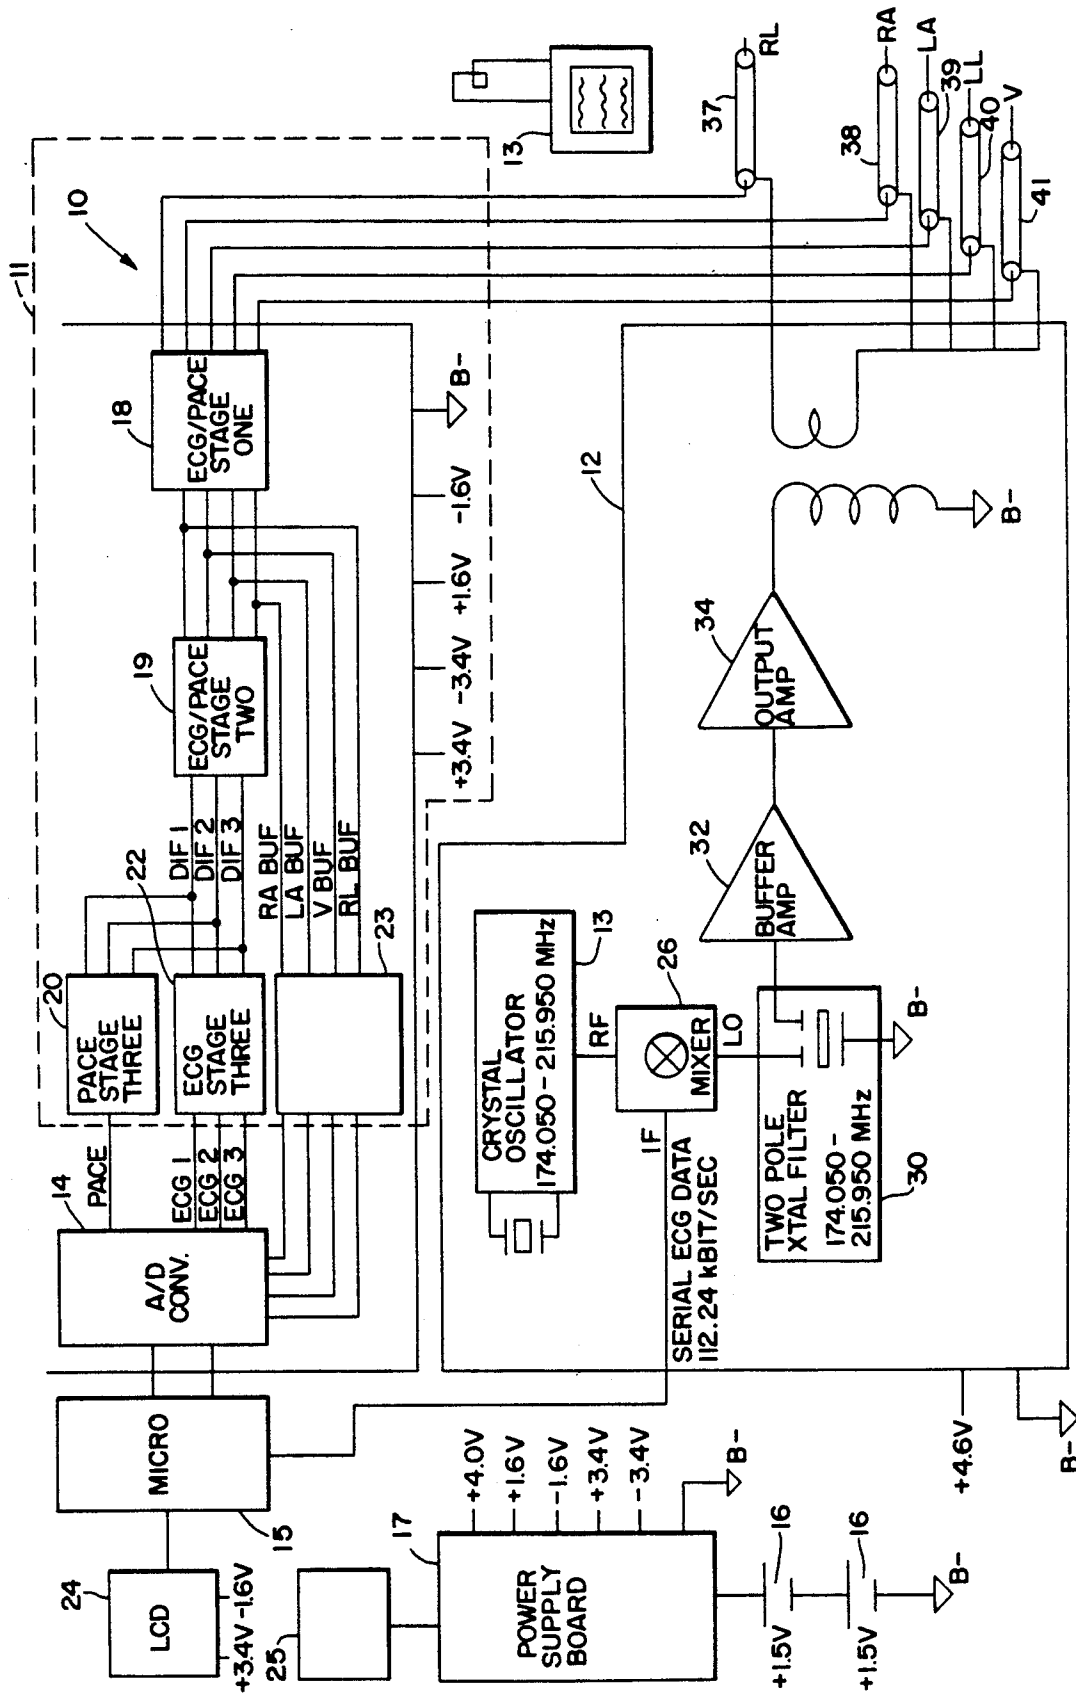 11
10
13
37
RL
RA
38
LA
39
LL
40
V
41
18
ECG/PACE
STAGE
ONE
19
ECG/PACE
STAGE
TWO
DIF 1
DIF 2
DIF 3
RA BUF
LA BUF
V BUF
RL BUF
20
PACE
STAGE
THREE
22
ECG
STAGE
THREE
23
PACE
ECG 1
ECG 2
ECG 3
14
A/D
CONV.
MICRO
15
24
LCD
+3.4V
-1.6V
+3.4V
-3.4V
+1.6V
-1.6V
B-
12
25
17
POWER
SUPPLY
BOARD
+4.0V
+1.6V
-1.6V
+3.4V
-3.4V
B-
+1.5V
16
+1.5V
16
B-
CRYSTAL
OSCILLATOR
174.050-215.950 MHz
13
RF
26
MIXER
IF
LO
SERIAL ECG DATA
112.24 kBIT/SEC
TWO POLE
XTAL FILTER
174.050-
215.950 MHz
30
B-
32
BUFFER
AMP
34
OUTPUT
AMP
B-
+4.6V
B-